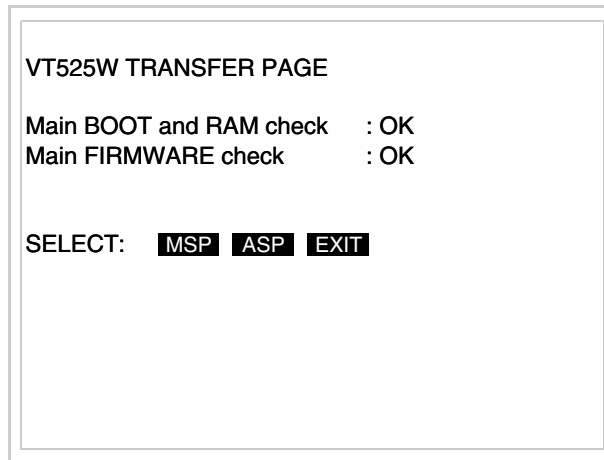 VT525W TRANSFER PAGE
Main BOOT and RAM check : OK
Main FIRMWARE check : OK
SELECT: MSP ASP EXIT